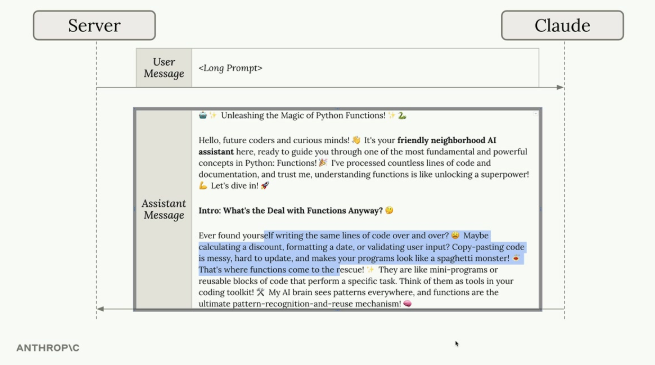 Server
Claude
User
Message
<Long Prompt>
🤖 ✨ Unleashing the Magic of Python Functions! ✨ 🐍
Hello, future coders and curious minds! 👋 It's your friendly neighborhood AI
assistant here, ready to guide you through one of the most fundamental and powerful
concepts in Python: Functions! 🎉 I've processed countless lines of code and
documentation, and trust me, understanding functions is like unlocking a superpower!
💪 Let's dive in! 🚀
Assistant
Message
Intro: What's the Deal with Functions Anyway? 🤔
Ever found yourself writing the same lines of code over and over? 😩 Maybe
calculating a discount, formatting a date, or validating user input? Copy-pasting code
is messy, hard to update, and makes your programs look like a spaghetti monster! 🍝
That's where functions come to the rescue! ✨ They are like mini-programs or
reusable blocks of code that perform a specific task. Think of them as tools in your
coding toolkit! 🛠️ My AI brain sees patterns everywhere, and functions are the
ultimate pattern-recognition-and-reuse mechanism! 🧠
ANTHROP\C